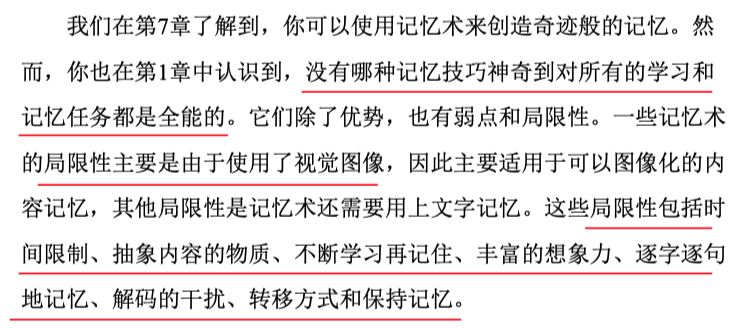 我们在第7章了解到，你可以使用记忆术来创造奇迹般的记忆。然
而，你也在第1章中认识到，没有哪种记忆技巧神奇到对所有的学习和
记忆任务都是全能的。它们除了优势，也有弱点和局限性。一些记忆术
的局限性主要是由于使用了视觉图像，因此主要适用于可以图像化的内
容记忆，其他局限性是记忆术还需要用上文字记忆。这些局限性包括时
间限制、抽象内容的物质、不断学习再记住、丰富的想象力、逐字逐句
地记忆、解码的干扰、转移方式和保持记忆。